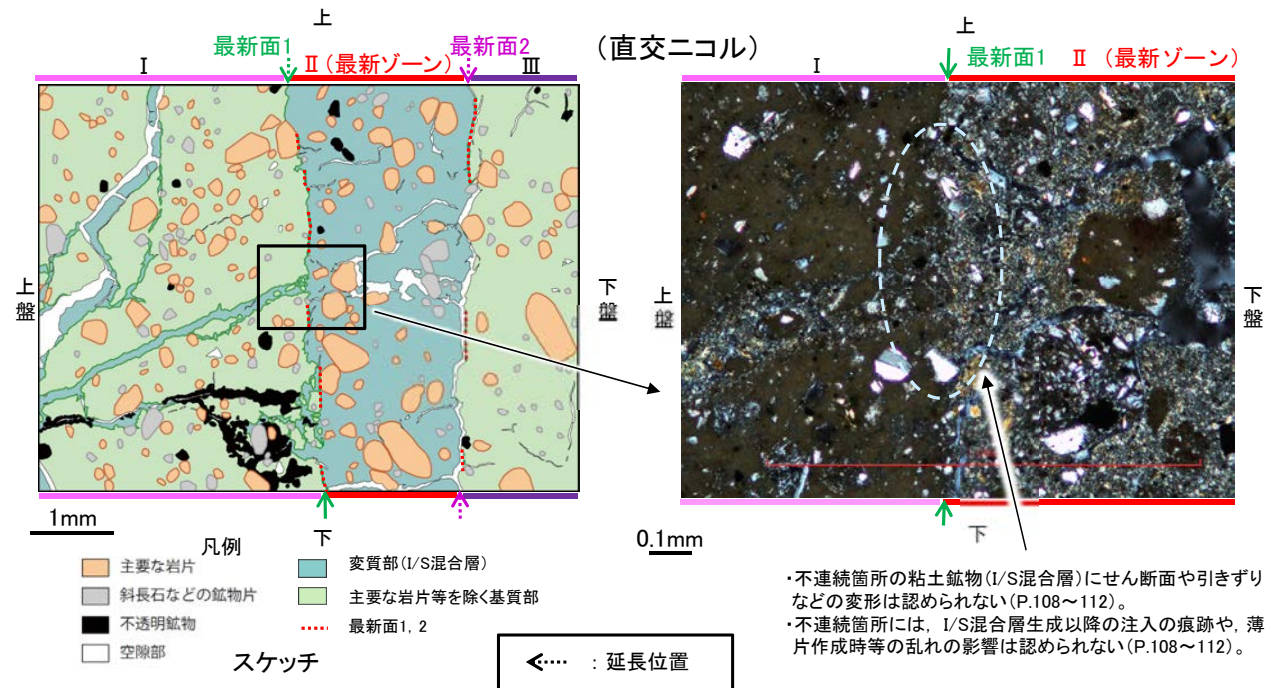 上
最新面1
最新面2
(直交ニコル)
Ⅰ
Ⅱ(最新ゾーン)
Ⅲ
上盤
下盤
1mm
下
凡例
主要な岩片
斜長石などの鉱物片
不透明鉱物
空隙部
変質部(I/S混合層)
主要な岩片等を除く基質部
最新面1, 2
スケッチ
:延長位置
上
Ⅰ
最新面1
Ⅱ(最新ゾーン)
上盤
下盤
0.1mm
下
・不連続箇所の粘土鉱物(I/S混合層)にせん断面や引きずり
などの変形は認められない(P.108~112)。
・不連続箇所には, I/S混合層生成以降の注入の痕跡や, 薄
片作成時等の乱れの影響は認められない(P.108~112)。